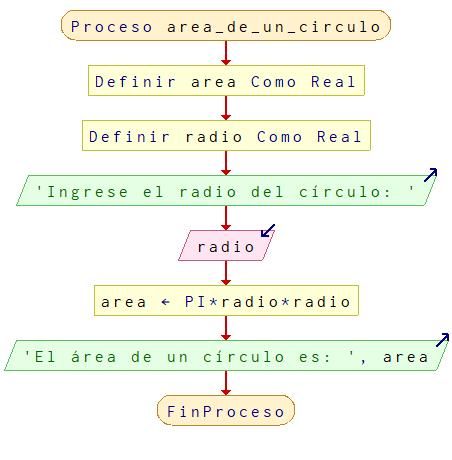 Proceso area_de_un_circulo
Definir area Como Real
Definir radio Como Real
'Ingrese el radio del círculo: '
radio
area ← PI*radio*radio
'El área de un círculo es: ', area
FinProceso